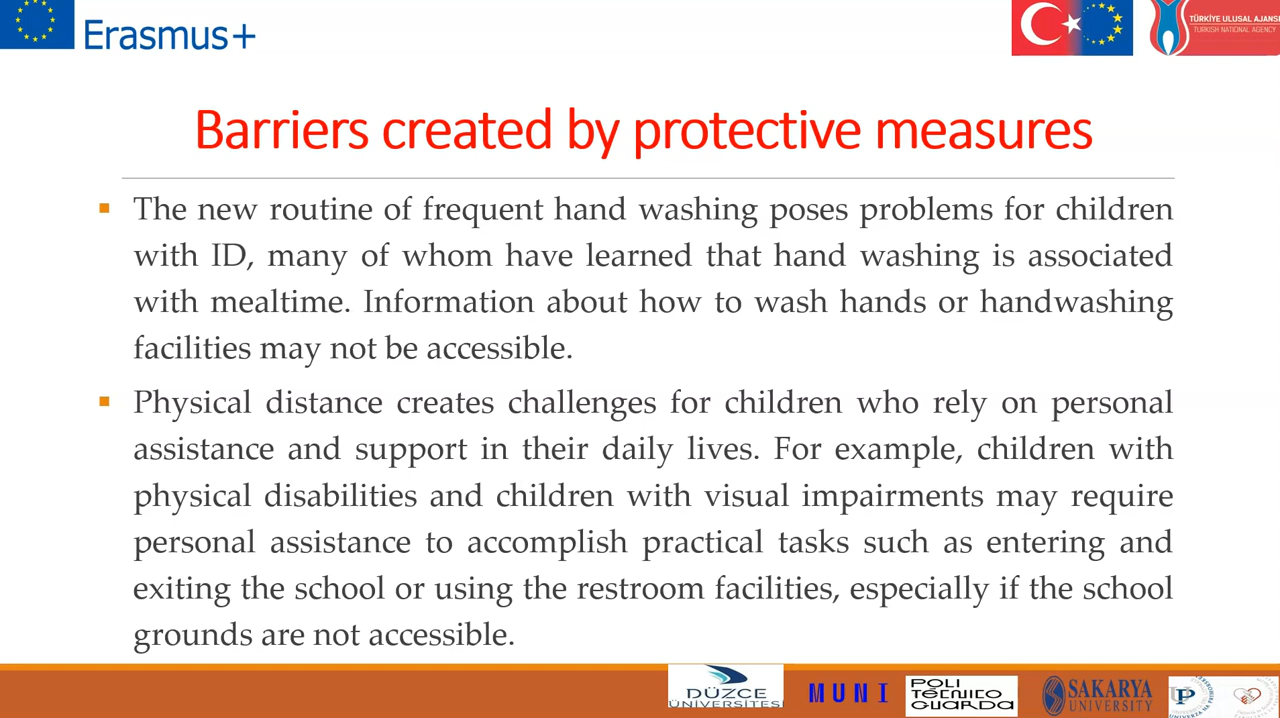 Erasmus+
TÜRKİYE ULUSAL AJANSI
TURKISH NATIONAL AGENCY
Barriers created by protective measures
The new routine of frequent hand washing poses problems for children
with ID, many of whom have learned that hand washing is associated
with mealtime. Information about how to wash hands or handwashing
facilities may not be accessible.
Physical distance creates challenges for children who rely on personal
assistance and support in their daily lives. For example, children with
physical disabilities and children with visual impairments may require
personal assistance to accomplish practical tasks such as entering and
exiting the school or using the restroom facilities, especially if the school
grounds are not accessible.
DÜZCE
ÜNİVERSİTESİ
MUNI
POLI
TÉCNICO
GUARDA
SAKARYA
UNIVERSITY